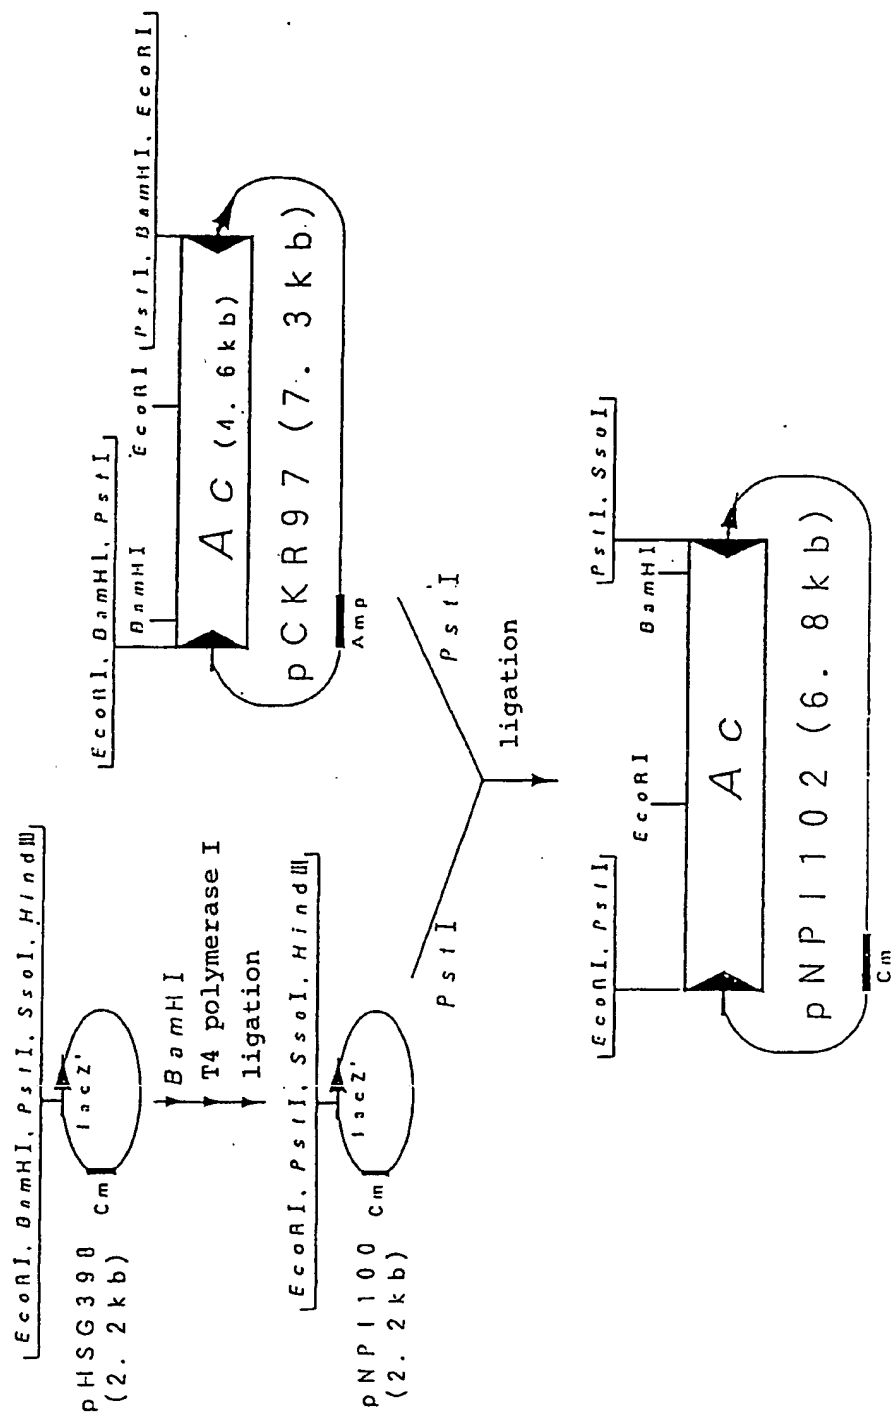 EcoRI, BamHI, PstI, SsoI, HindIII
pHSG398
(2. 2kb)
Cm
lacZ'
BamHI
T4 polymerase I
ligation
EcoRI, PstI, SsoI, HindIII
pNPI100
(2. 2kb)
Cm
lacZ'
EcoRI, BamHI, PstI
PstI, BamHI, EcoRI
BamHI
EcoRI
Ac (4. 6kb)
pCKR97 (7. 3kb)
Amp
PstI
PstI
ligation
EcoRI, PstI
PstI, SsoI
EcoRI
BamHI
Ac
pNPI102 (6. 8kb)
Cm